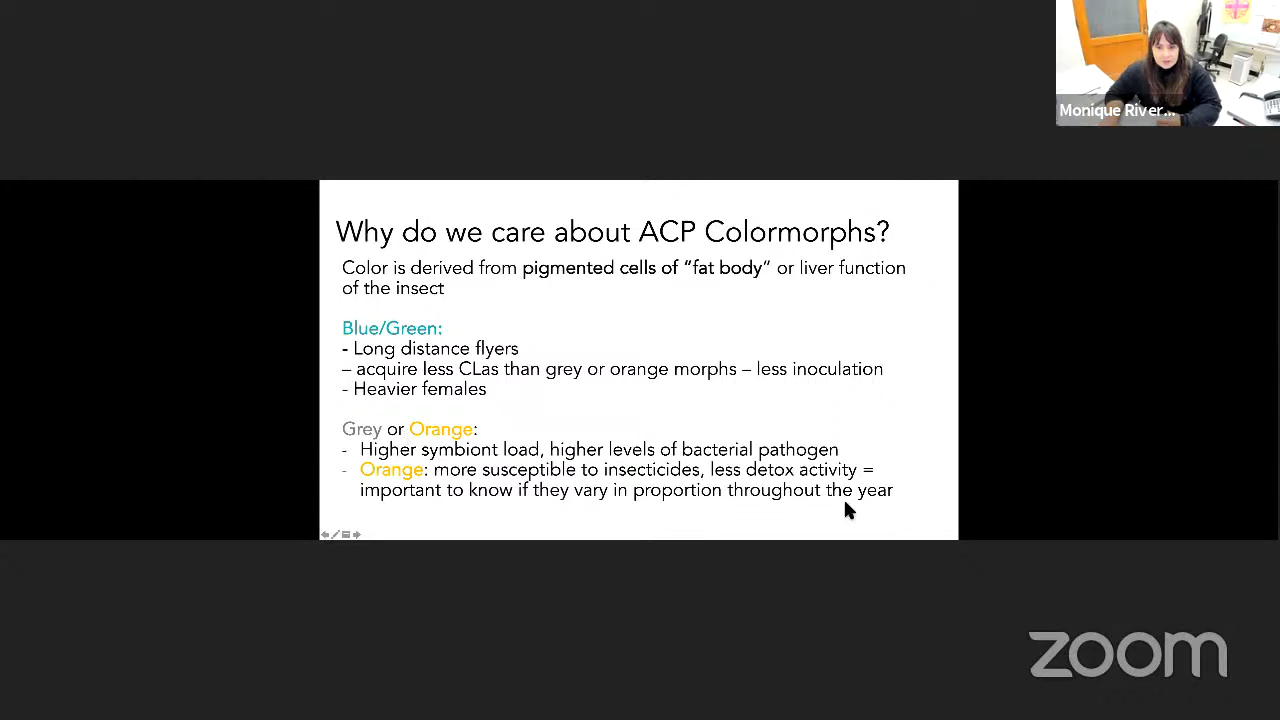 Monique River...
Why do we care about ACP Colormorphs?
Color is derived from pigmented cells of “fat body” or liver function
of the insect
Blue/Green:
- Long distance flyers
– acquire less CLas than grey or orange morphs – less inoculation
- Heavier females
Grey or Orange:
- Higher symbiont load, higher levels of bacterial pathogen
- Orange: more susceptible to insecticides, less detox activity =
important to know if they vary in proportion throughout the year
zoom